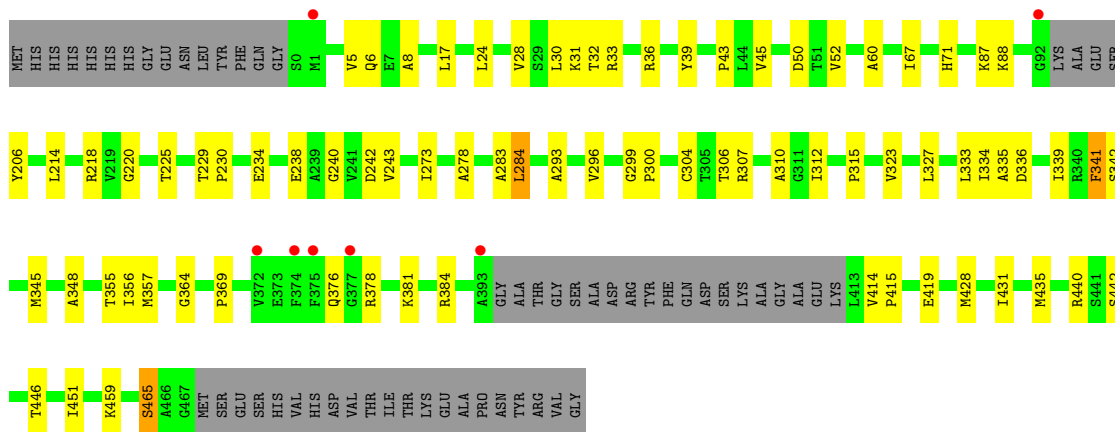 MET HIS HIS HIS HIS HIS HIS GLY GLU ASN LEU TYR PHE GLN GLY S0 M1 V5 Q6 E7 A8 L17 L24 V28 S29 L30 K31 T32 R33 R36 Y39 P43 L44 V45 D50 T51 V52 A60 I67 H71 K87 K88 G92 LYS ALA GLU SER
Y206 L214 R218 V219 G220 T225 T229 P230 E234 E238 A239 G240 V241 D242 V243 I273 A278 A283 L284 A293 V296 G299 P300 C304 T305 T306 R307 A310 G311 I312 P315 V323 L327 L333 I334 A335 D336 I339 R340 F341 S342
M345 A348 T355 I356 M357 G364 P369 V372 E373 F374 F375 Q376 G377 R378 K381 R384 A393 GLY ALA THR GLY SER ALA ASP ARG TYR PHE GLN ASP SER LYS ALA GLY ALA GLU LYS L413 V414 P415 E419 M428 I431 M435 R440 S441 S442
T446 I451 K459 S465 A466 G467 MET SER GLU SER HIS VAL HIS ASP VAL THR ILE THR LYS GLU ALA PRO ASN TYR ARG VAL GLY